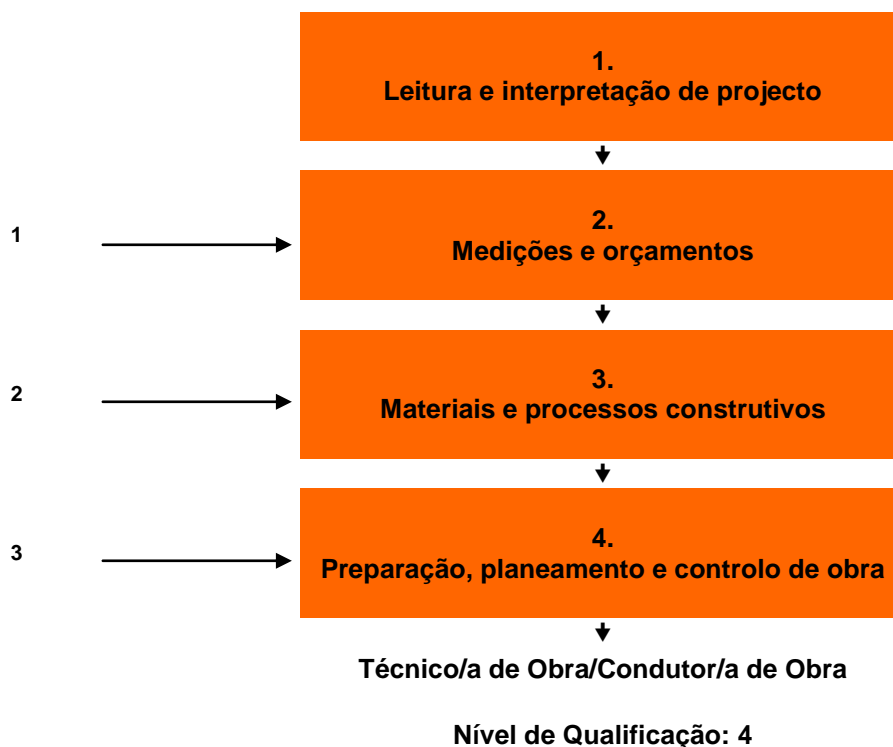 1.
Leitura e interpretação de projecto
1
2.
Medições e orçamentos
2
3.
Materiais e processos construtivos
3
4.
Preparação, planeamento e controlo de obra
Técnico/a de Obra/Condutor/a de Obra
Nível de Qualificação: 4